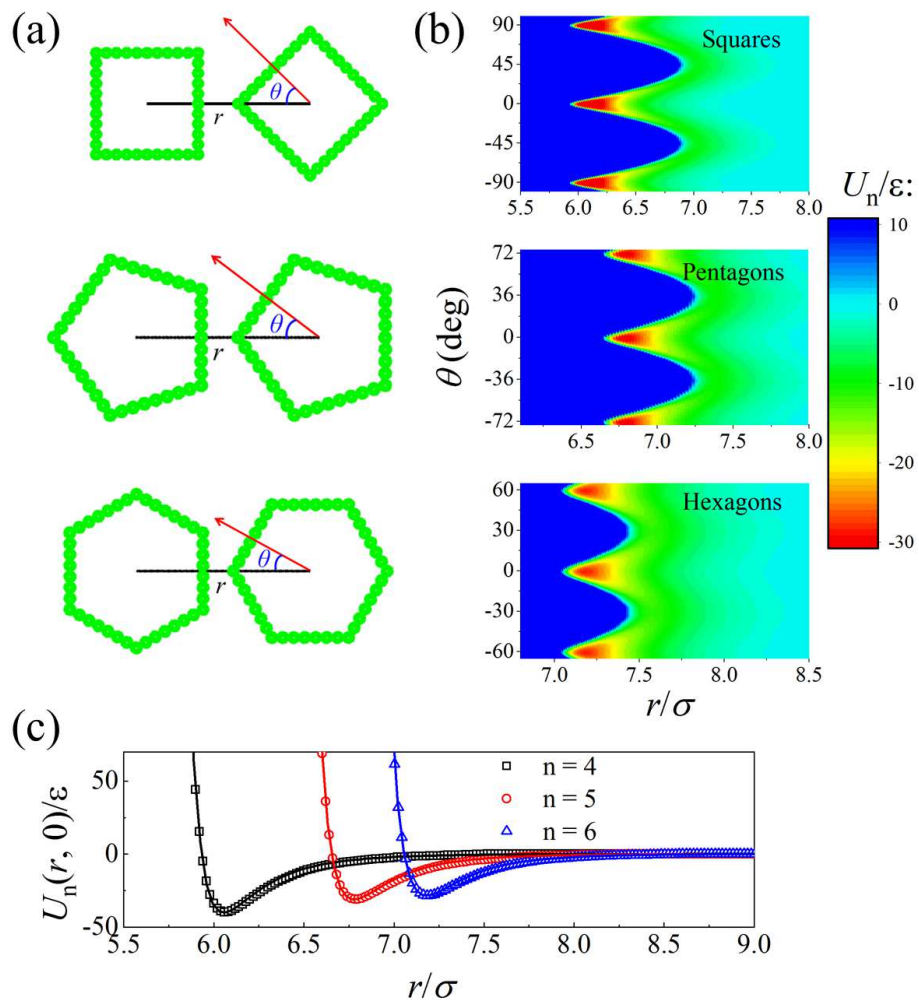 (a)
θ
r
θ
r
θ
r
(b)
Squares
90
45
0
-45
-90
5.5 6.0 6.5 7.0 7.5 8.0
Pentagons
72
36
0
-36
-72
6.5 7.0 7.5 8.0
θ (deg)
Hexagons
60
30
0
-30
-60
7.0 7.5 8.0 8.5
r/σ
Uₙ/ε:
10
0
-10
-20
-30
(c)
Uₙ(r, 0)/ε
50
0
-50
n = 4
n = 5
n = 6
5.5 6.0 6.5 7.0 7.5 8.0 8.5 9.0
r/σ